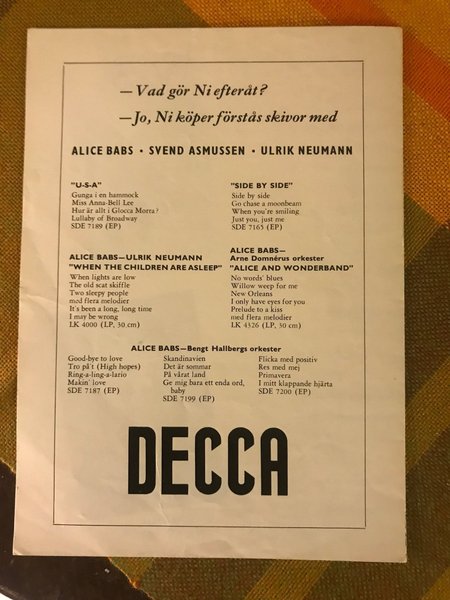 —Vad gör Ni efteråt?
—Jo, Ni köper förstås skivor med
ALICE BABS · SVEND ASMUSSEN · ULRIK NEUMANN
"U-S-A"
Gunga i en hammock
Miss Anna-Bell Lee
Hur är allt i Glocca Morra?
Lullaby of Broadway
SDE 7189 (EP)
"SIDE BY SIDE"
Side by side
Go chase a moonbeam
When you're smiling
Just you, just me
SDE 7165 (EP)
ALICE BABS—ULRIK NEUMANN
"WHEN THE CHILDREN ARE ASLEEP"
When lights are low
The old scat skiffle
Two sleepy people
med flera melodier
It's been a long, long time
I may be wrong
LK 4000 (LP, 30 cm)
ALICE BABS—
Arne Domnérus orkester
"ALICE AND WONDERBAND"
No words' blues
Willow weep for me
New Orleans
I only have eyes for you
Prelude to a kiss
med flera melodier
LK 4326 (LP, 30 cm)
ALICE BABS—Bengt Hallbergs orkester
Good-bye to love
Tro på't (High hopes)
Ring-a-ling-a-lario
Makin' love
SDE 7187 (EP)
Skandinavien
Det är sommar
På vårat land
Ge mig bara ett enda ord,
baby
SDE 7199 (EP)
Flicka med positiv
Res med mej
Primavera
I mitt klappande hjärta
SDE 7200 (EP)
DECCA